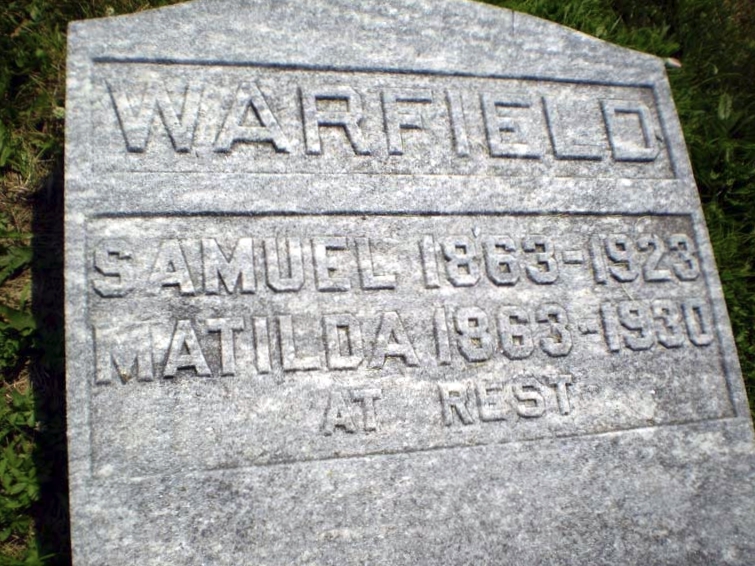 WARFIELD
SAMUEL 1863-1923
MATILDA 1863-1930
AT REST